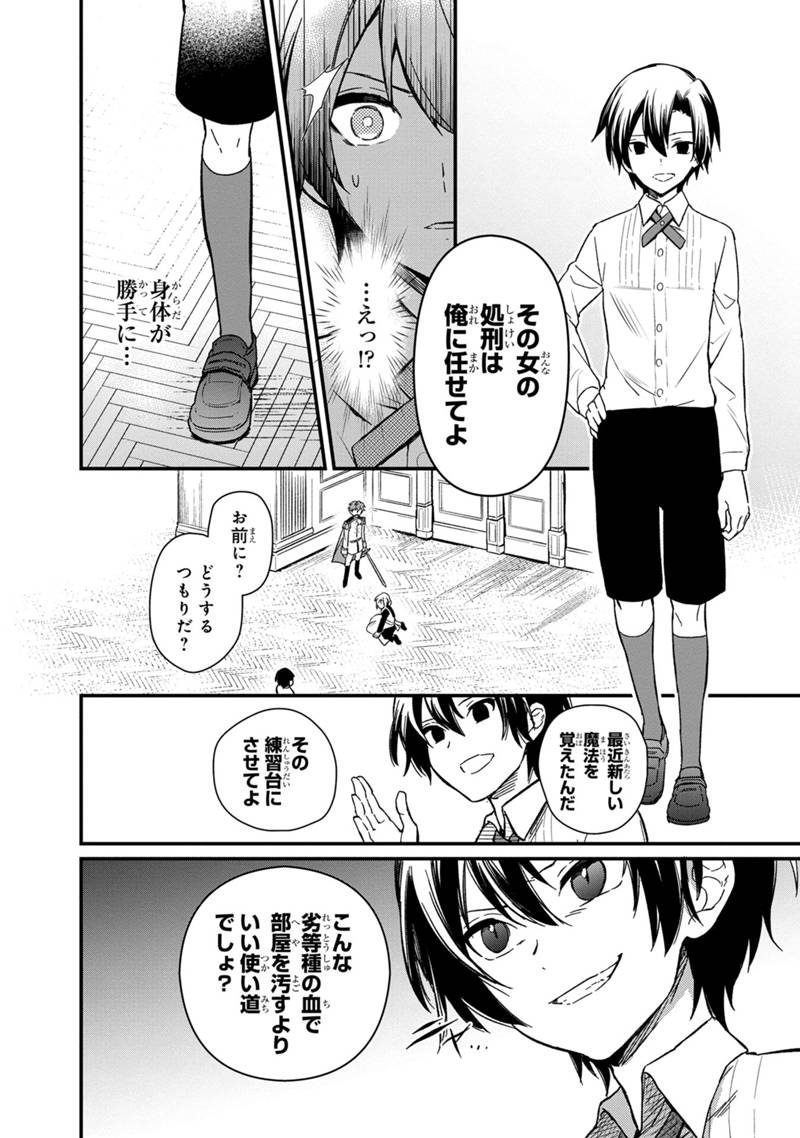 その女の
処刑は
俺に任せてよ
…えっ!?
身体が
勝手に…
お前に?
どうする
つもりだ?
最近新しい
魔法を
覚えたんだ
その
練習台に
させてよ
こんな
劣等種の血で
部屋を汚すより
いい使い道
でしょ?